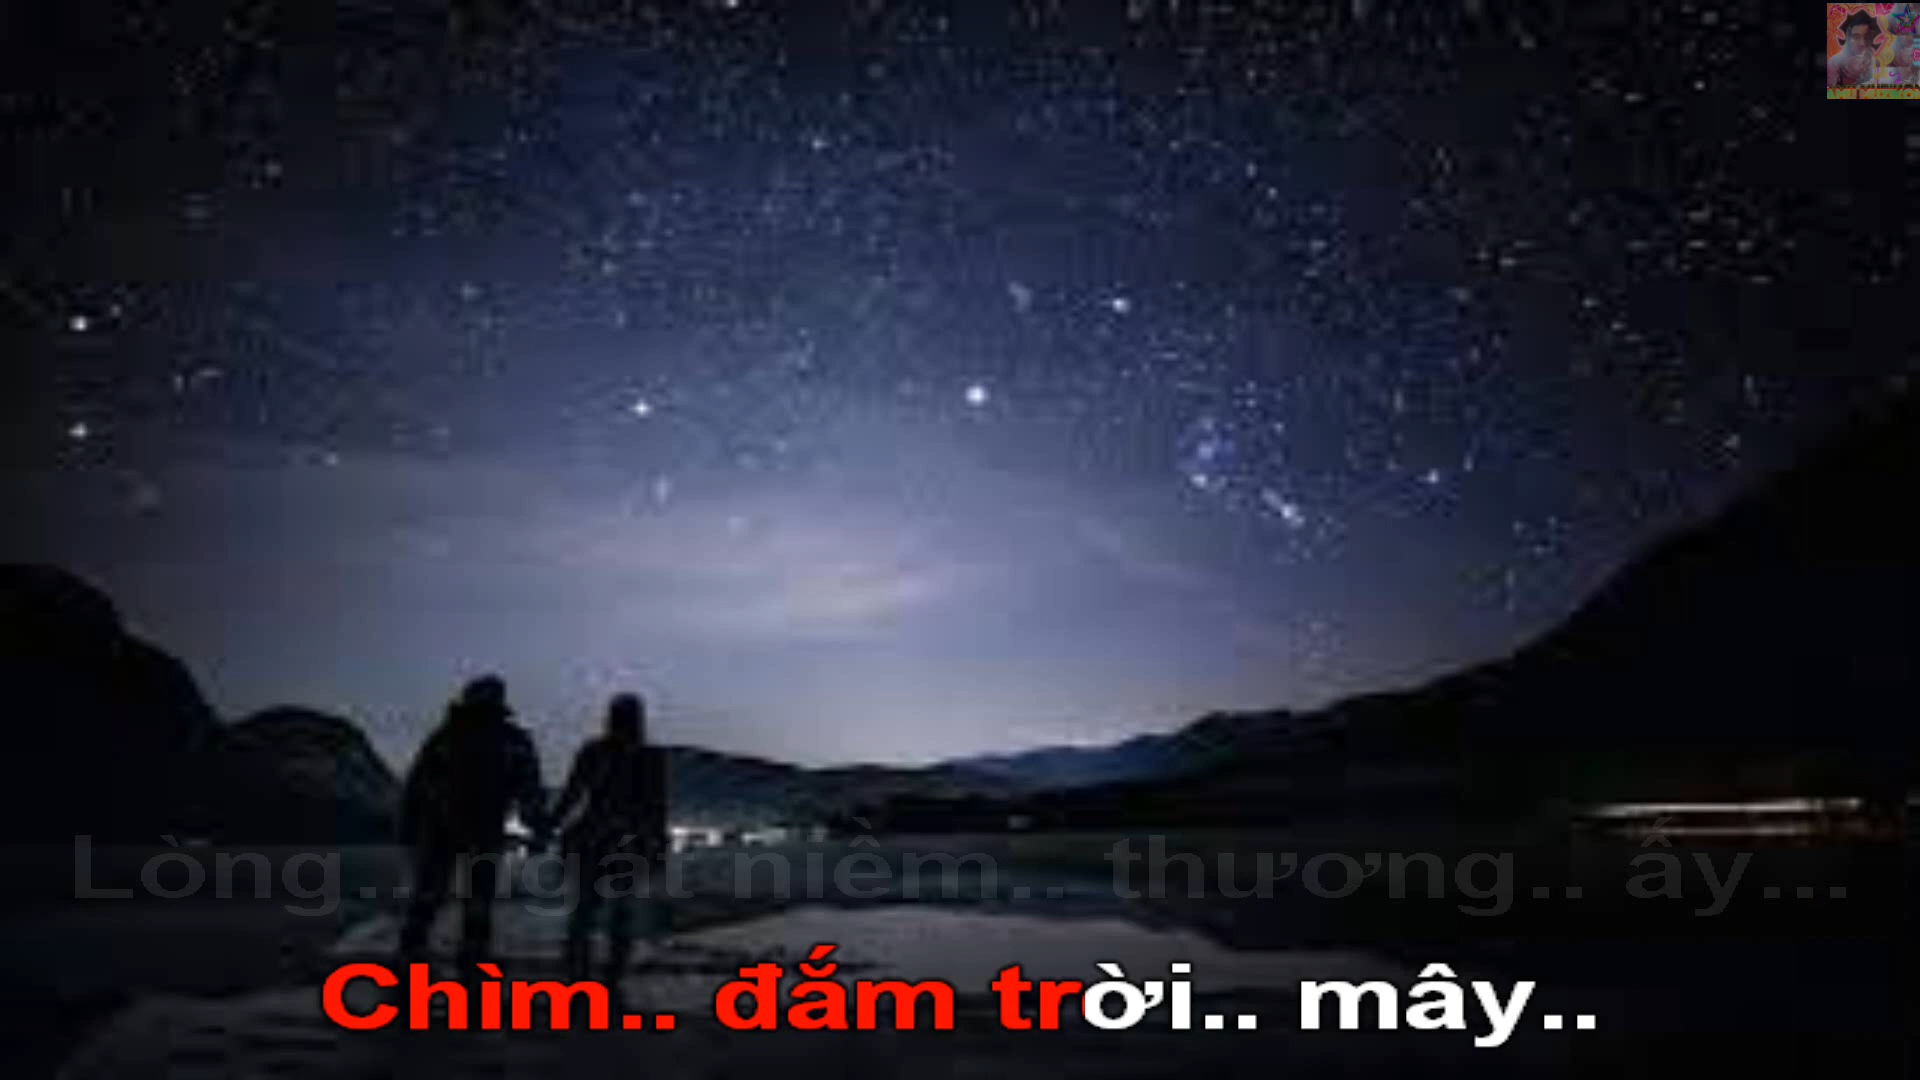 Lòng.. ngát niềm.. thương.. ấy...
Chìm.. đắm trời.. mây..